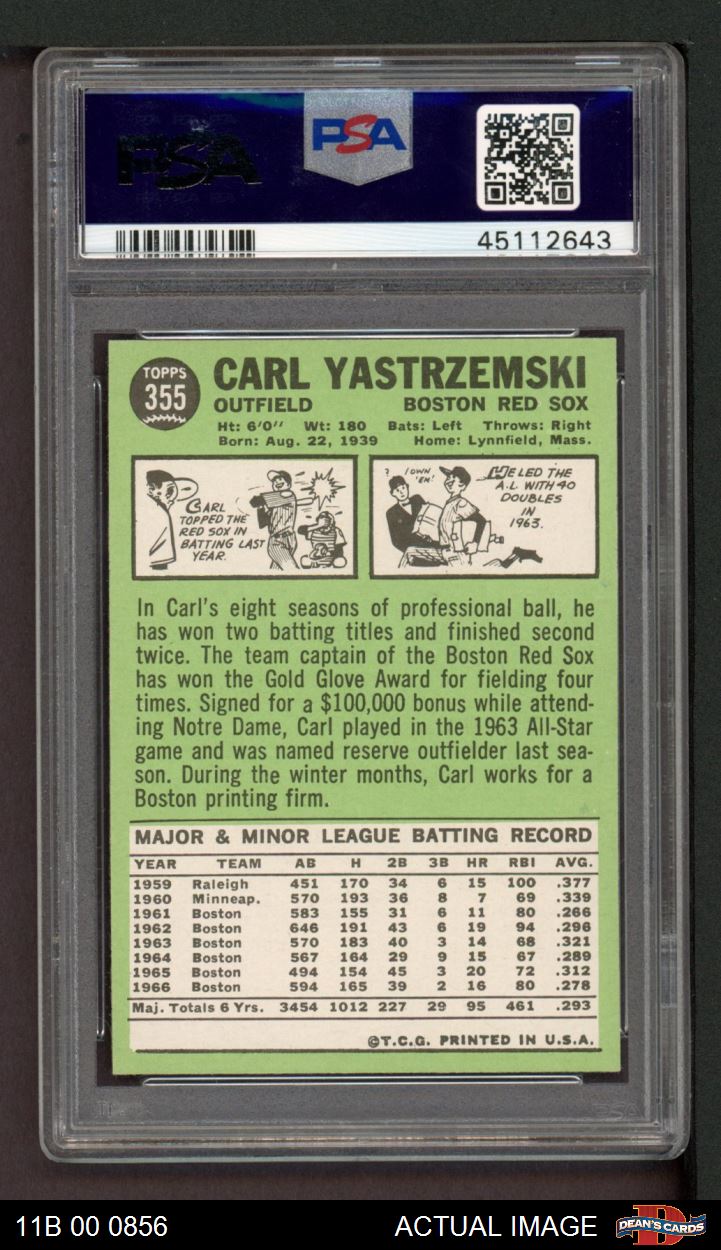 PSA
PSA
45112643
TOPPS
355
CARL YASTRZEMSKI
OUTFIELD BOSTON RED SOX
Ht: 6'0" Wt: 180 Bats: Left Throws: Right
Born: Aug. 22, 1939 Home: Lynnfield, Mass.
CARL
TOPPED THE
RED SOX IN
BATTING LAST
YEAR.
?
I OWN
'EM!
HE LED THE
A.L. WITH 40
DOUBLES
IN
1963.
In Carl's eight seasons of professional ball, he
has won two batting titles and finished second
twice. The team captain of the Boston Red Sox
has won the Gold Glove Award for fielding four
times. Signed for a $100,000 bonus while attend-
ing Notre Dame, Carl played in the 1963 All-Star
game and was named reserve outfielder last sea-
son. During the winter months, Carl works for a
Boston printing firm.
MAJOR & MINOR LEAGUE BATTING RECORD
YEAR TEAM AB H 2B 3B HR RBI AVG.
1959 Raleigh 451 170 34 6 15 100 .377
1960 Minneap. 570 193 36 8 7 69 .339
1961 Boston 583 155 31 6 11 80 .266
1962 Boston 646 191 43 6 19 94 .296
1963 Boston 570 183 40 3 14 68 .321
1964 Boston 567 164 29 9 15 67 .289
1965 Boston 494 154 45 3 20 72 .312
1966 Boston 594 165 39 2 16 80 .278
Maj. Totals 6 Yrs. 3454 1012 227 29 95 461 .293
©T.C.G. PRINTED IN U.S.A.
11B 00 0856 ACTUAL IMAGE DEAN'S CARDS